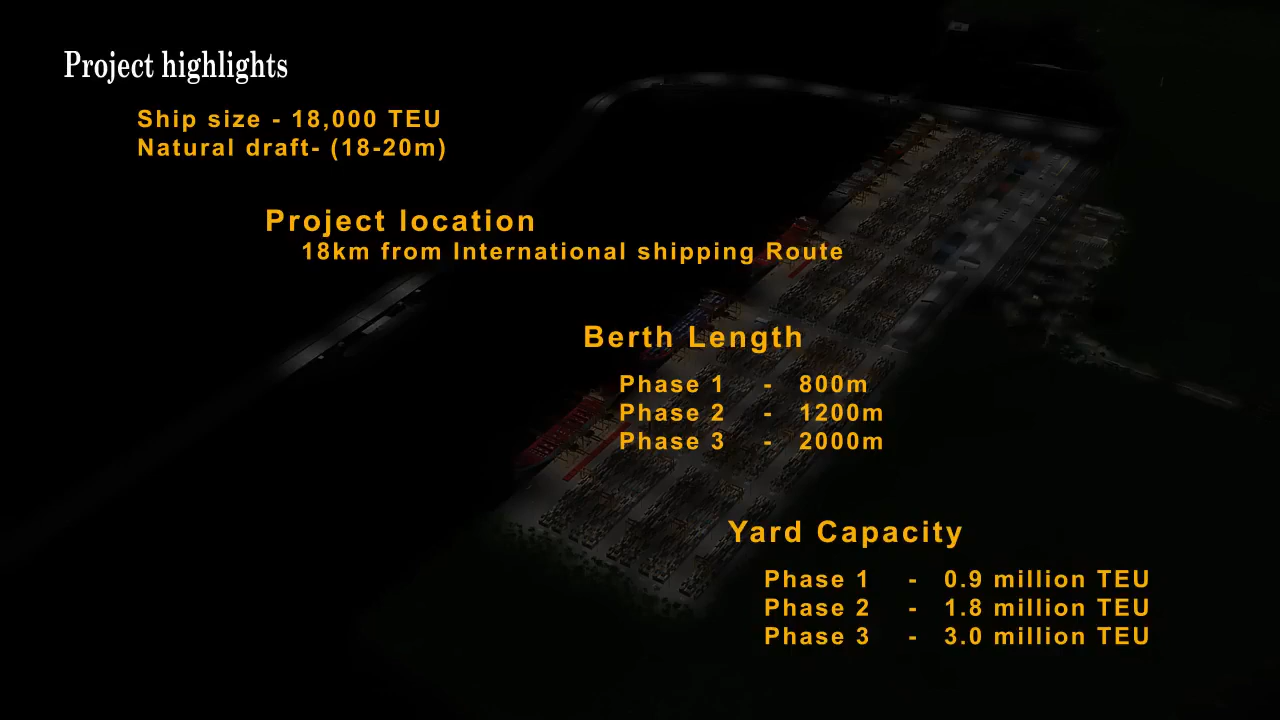 Project highlights
Ship size - 18,000 TEU
Natural draft- (18-20m)
Project location
18km from International shipping Route
Berth Length
Phase 1 - 800m
Phase 2 - 1200m
Phase 3 - 2000m
Yard Capacity
Phase 1 - 0.9 million TEU
Phase 2 - 1.8 million TEU
Phase 3 - 3.0 million TEU